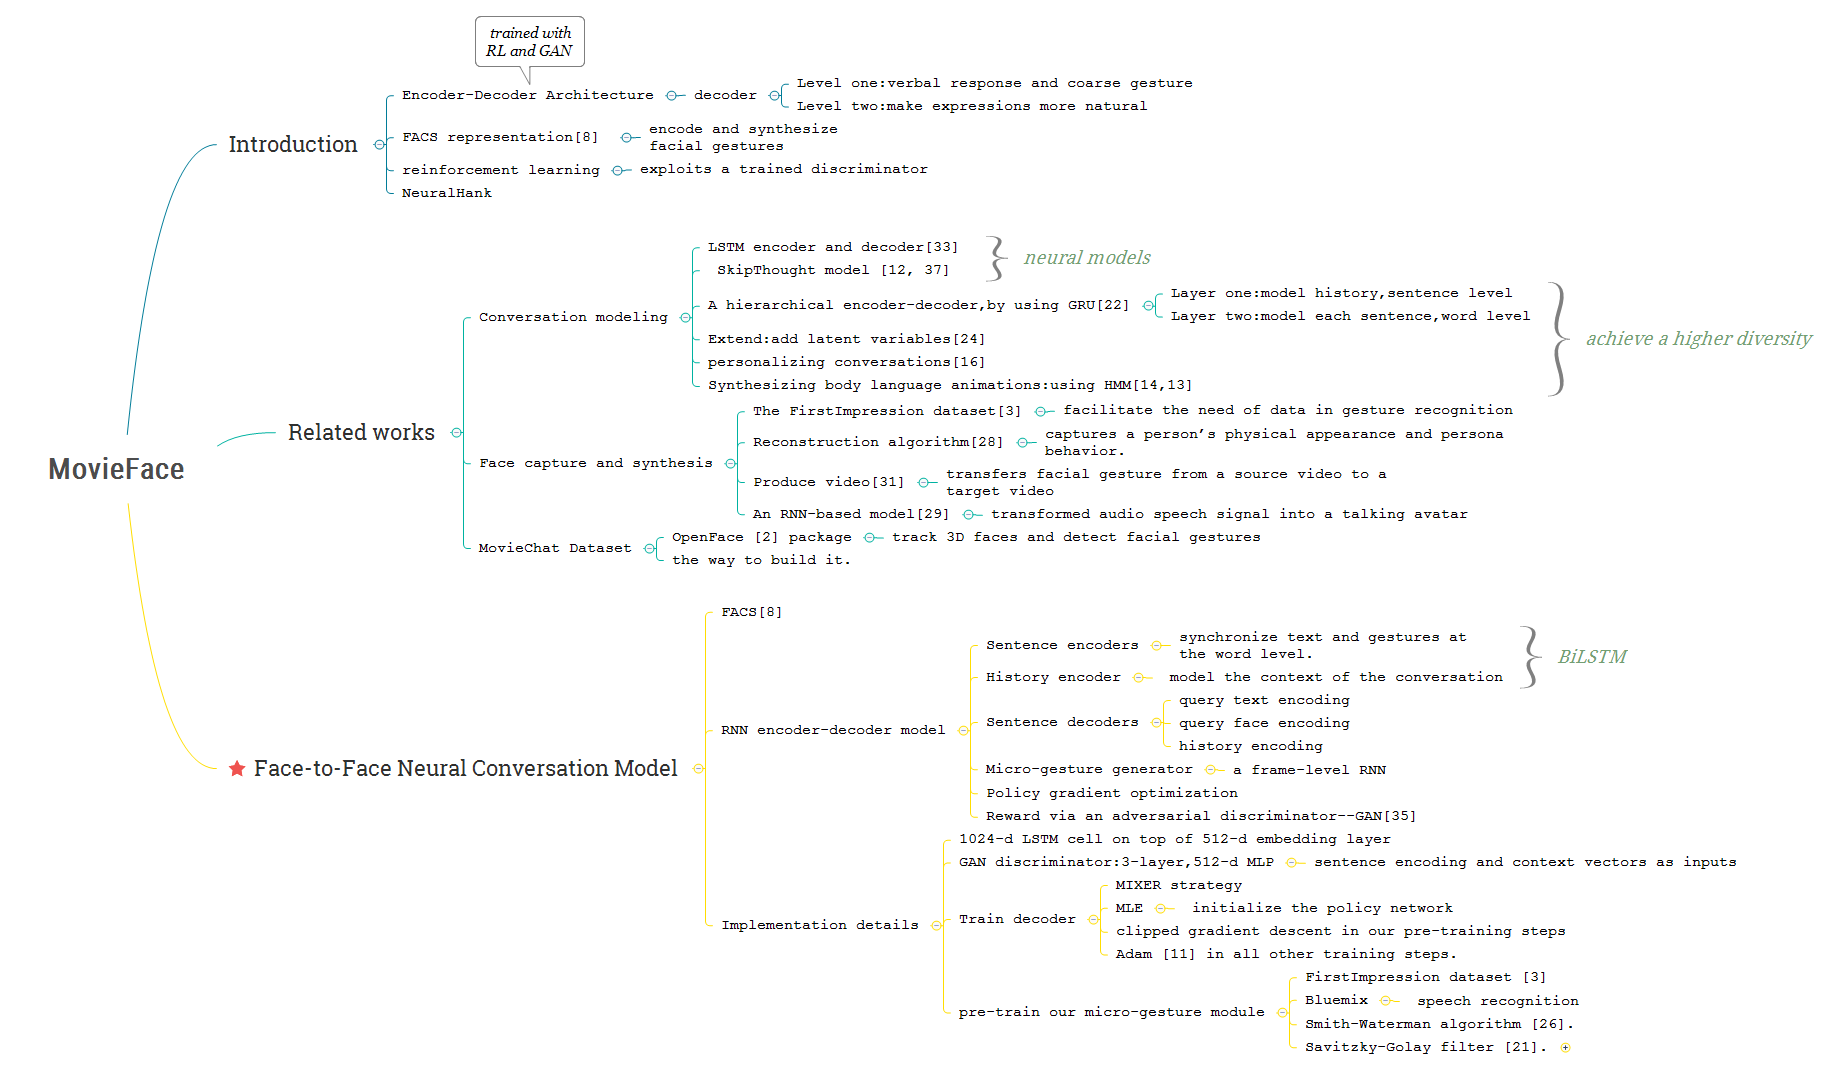 trained with
RL and GAN
Encoder-Decoder Architecture
decoder
Level one:verbal response and coarse gesture
Level two:make expressions more natural
Introduction
FACS representation[8]
encode and synthesize
facial gestures
reinforcement learning
exploits a trained discriminator
NeuralHank
MovieFace
Related works
Conversation modeling
LSTM encoder and decoder[33]
SkipThought model [12, 37]
neural models
A hierarchical encoder-decoder,by using GRU[22]
Layer one:model history,sentence level
Layer two:model each sentence,word level
Extend:add latent variables[24]
personalizing conversations[16]
Synthesizing body language animations:using HMM[14,13]
achieve a higher diversity
Face capture and synthesis
The FirstImpression dataset[3]
facilitate the need of data in gesture recognition
Reconstruction algorithm[28]
captures a person’s physical appearance and persona
behavior.
Produce video[31]
transfers facial gesture from a source video to a
target video
An RNN-based model[29]
transformed audio speech signal into a talking avatar
MovieChat Dataset
OpenFace [2] package
track 3D faces and detect facial gestures
the way to build it.
Face-to-Face Neural Conversation Model
FACS[8]
RNN encoder-decoder model
Sentence encoders
synchronize text and gestures at
the word level.
History encoder
model the context of the conversation
BiLSTM
Sentence decoders
query text encoding
query face encoding
history encoding
Micro-gesture generator
a frame-level RNN
Policy gradient optimization
Reward via an adversarial discriminator--GAN[35]
Implementation details
1024-d LSTM cell on top of 512-d embedding layer
GAN discriminator:3-layer,512-d MLP
sentence encoding and context vectors as inputs
Train decoder
MIXER strategy
MLE
initialize the policy network
clipped gradient descent in our pre-training steps
Adam [11] in all other training steps.
pre-train our micro-gesture module
FirstImpression dataset [3]
Bluemix
speech recognition
Smith-Waterman algorithm [26].
Savitzky-Golay filter [21].